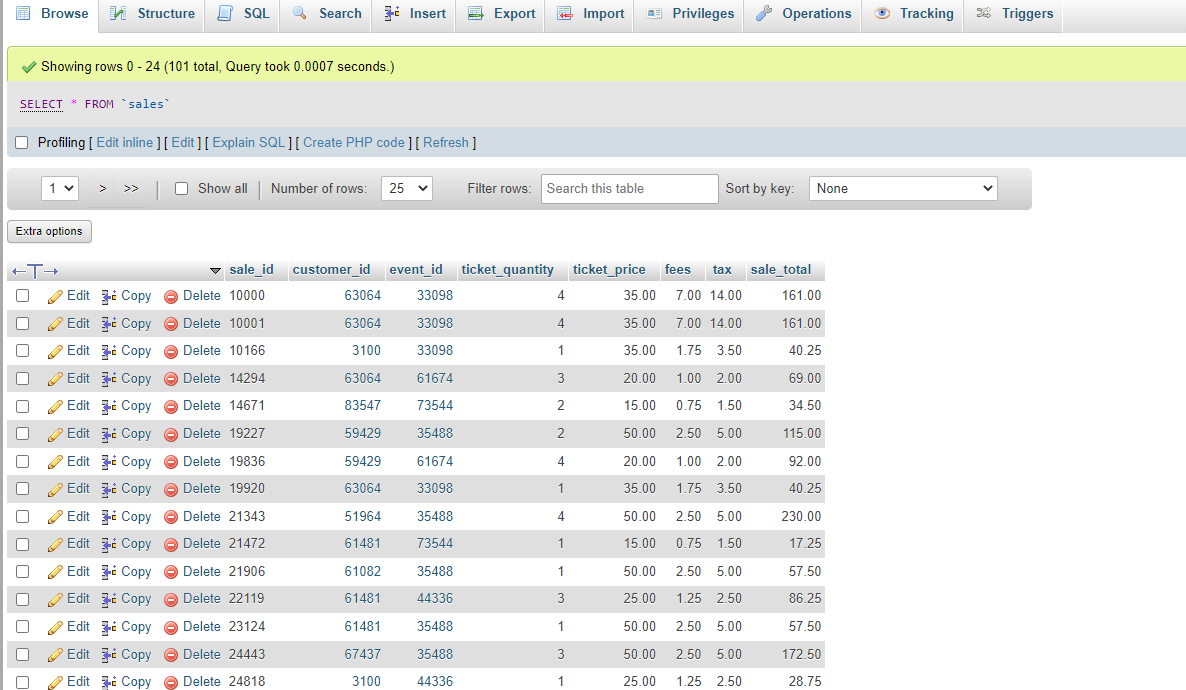 Browse Structure SQL Search Insert Export Import Privileges Operations Tracking Triggers
Showing rows 0 - 24 (101 total, Query took 0.0007 seconds.)
SELECT * FROM `sales`
Profiling [ Edit inline ] [ Edit ] [ Explain SQL ] [ Create PHP code ] [ Refresh ]
1 > >> | Show all | Number of rows: 25 Filter rows: Search this table Sort by key: None
Extra options
←T→ sale_id customer_id event_id ticket_quantity ticket_price fees tax sale_total
Edit Copy Delete 10000 63064 33098 4 35.00 7.00 14.00 161.00
Edit Copy Delete 10001 63064 33098 4 35.00 7.00 14.00 161.00
Edit Copy Delete 10166 3100 33098 1 35.00 1.75 3.50 40.25
Edit Copy Delete 14294 63064 61674 3 20.00 1.00 2.00 69.00
Edit Copy Delete 14671 83547 73544 2 15.00 0.75 1.50 34.50
Edit Copy Delete 19227 59429 35488 2 50.00 2.50 5.00 115.00
Edit Copy Delete 19836 59429 61674 4 20.00 1.00 2.00 92.00
Edit Copy Delete 19920 63064 33098 1 35.00 1.75 3.50 40.25
Edit Copy Delete 21343 51964 35488 4 50.00 2.50 5.00 230.00
Edit Copy Delete 21472 61481 73544 1 15.00 0.75 1.50 17.25
Edit Copy Delete 21906 61082 35488 1 50.00 2.50 5.00 57.50
Edit Copy Delete 22119 61481 44336 3 25.00 1.25 2.50 86.25
Edit Copy Delete 23124 61481 35488 1 50.00 2.50 5.00 57.50
Edit Copy Delete 24443 67437 35488 3 50.00 2.50 5.00 172.50
Edit Copy Delete 24818 3100 44336 1 25.00 1.25 2.50 28.75